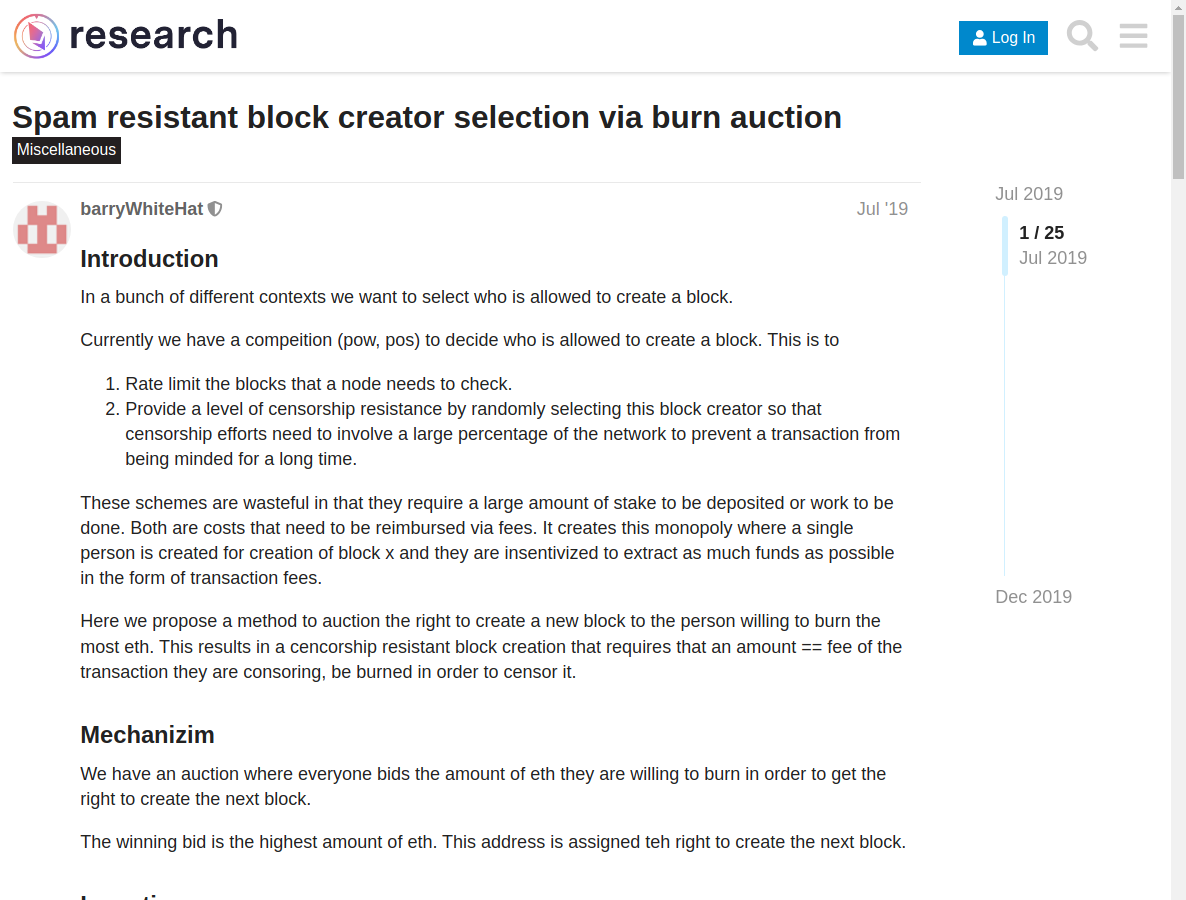 research
Log In
Spam resistant block creator selection via burn auction
Miscellaneous
Jul 2019
barryWhiteHat
Jul '19
1 / 25
Jul 2019
Introduction
In a bunch of different contexts we want to select who is allowed to create a block.
Currently we have a compeition (pow, pos) to decide who is allowed to create a block. This is to
1. Rate limit the blocks that a node needs to check.
2. Provide a level of censorship resistance by randomly selecting this block creator so that
censorship efforts need to involve a large percentage of the network to prevent a transaction from
being minded for a long time.
These schemes are wasteful in that they require a large amount of stake to be deposited or work to be
done. Both are costs that need to be reimbursed via fees. It creates this monopoly where a single
person is created for creation of block x and they are insentivized to extract as much funds as possible
in the form of transaction fees.
Dec 2019
Here we propose a method to auction the right to create a new block to the person willing to burn the
most eth. This results in a cencorship resistant block creation that requires that an amount == fee of the
transaction they are consoring, be burned in order to censor it.
Mechanizim
We have an auction where everyone bids the amount of eth they are willing to burn in order to get the
right to create the next block.
The winning bid is the highest amount of eth. This address is assigned teh right to create the next block.